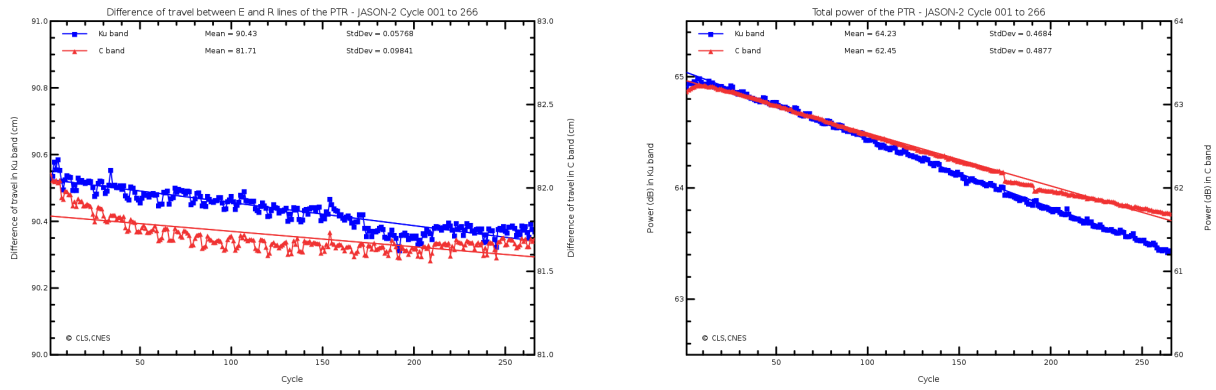 Difference of travel between E and R lines of the PTR - JASON-2 Cycle 001 to 266
91.0
90.8
90.6
90.4
90.2
90.0
Difference of travel in Ku band (cm)
Ku band Mean = 90.43 StdDev = 0.05768
C band Mean = 81.71 StdDev = 0.09841
83.0
82.5
82.0
81.5
81.0
Difference of travel in C band (cm)
© CLS,CNES
50 100 150 200 250
Cycle
Total power of the PTR - JASON-2 Cycle 001 to 266
65
64
63
Power (dB) in Ku band
Ku band Mean = 64.23 StdDev = 0.4684
C band Mean = 62.45 StdDev = 0.4877
64
63
62
61
60
Power (dB) in C band
© CLS,CNES
50 100 150 200 250
Cycle